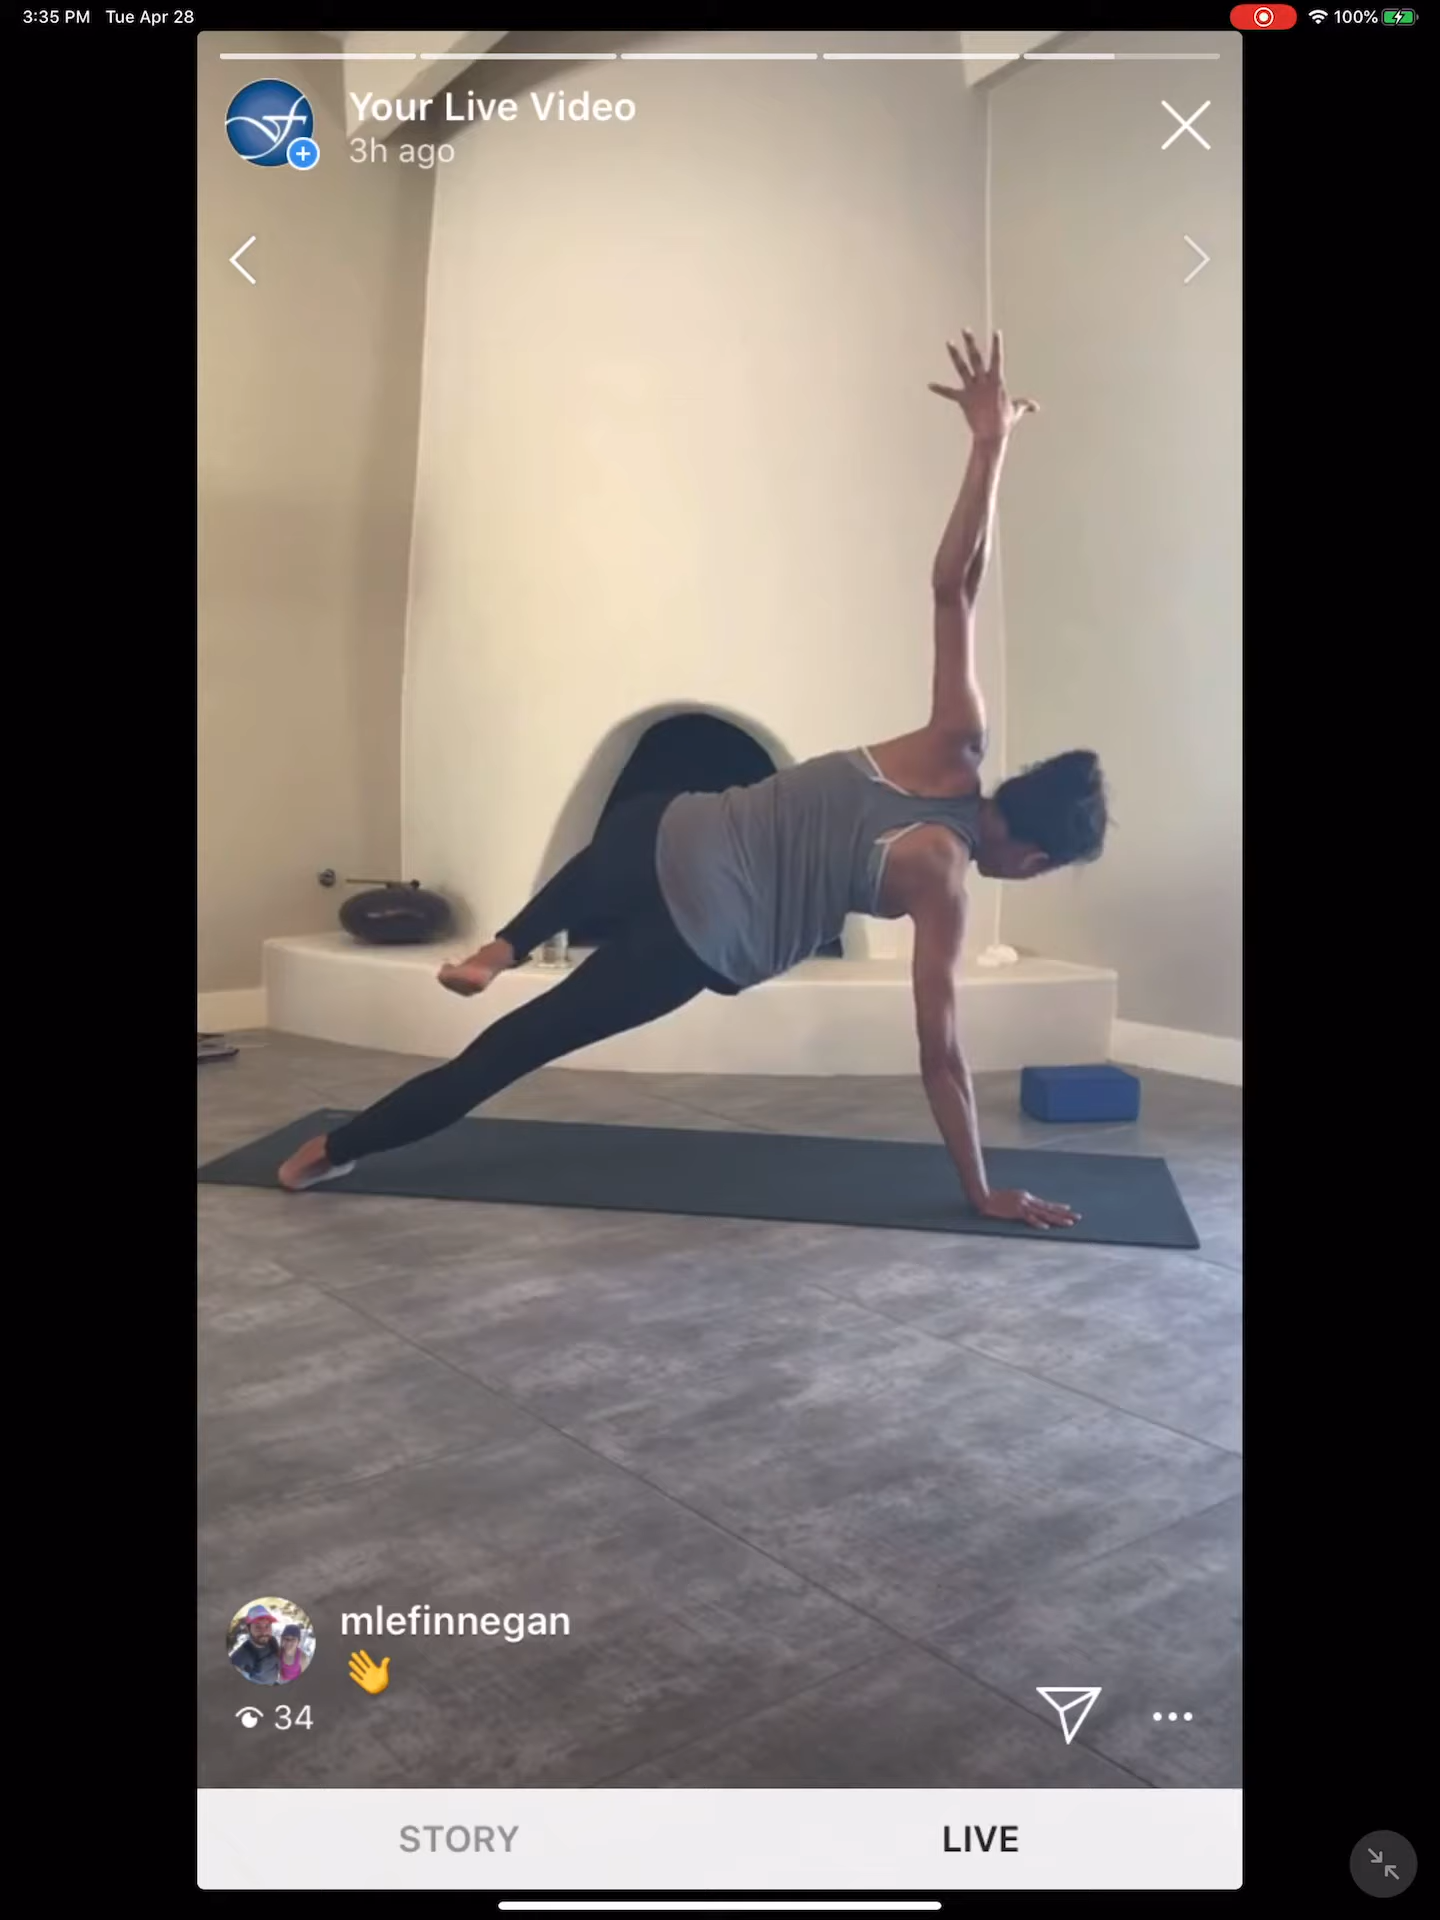 3:35 PM Tue Apr 28
100%
Your Live Video
3h ago
mlefinnegan
👋
34
STORY
LIVE